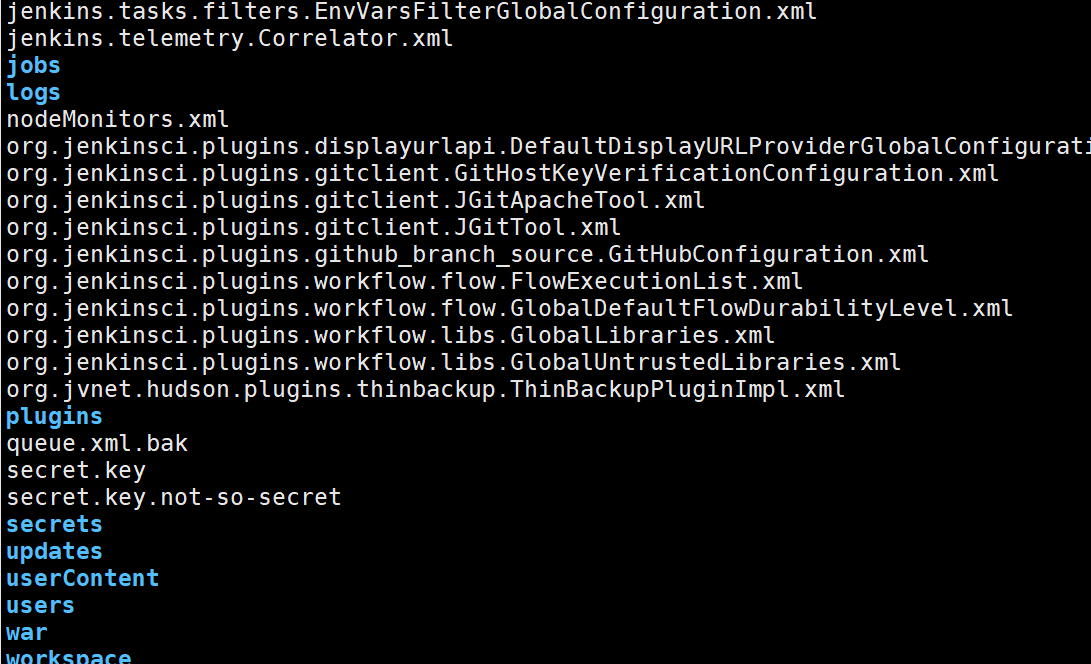 jenkins.tasks.filters.EnvVarsFilterGlobalConfiguration.xml
jenkins.telemetry.Correlator.xml
jobs
logs
nodeMonitors.xml
org.jenkinsci.plugins.displayurlapi.DefaultDisplayURLProviderGlobalConfigurati
org.jenkinsci.plugins.gitclient.GitHostKeyVerificationConfiguration.xml
org.jenkinsci.plugins.gitclient.JGitApacheTool.xml
org.jenkinsci.plugins.gitclient.JGitTool.xml
org.jenkinsci.plugins.github_branch_source.GitHubConfiguration.xml
org.jenkinsci.plugins.workflow.flow.FlowExecutionList.xml
org.jenkinsci.plugins.workflow.flow.GlobalDefaultFlowDurabilityLevel.xml
org.jenkinsci.plugins.workflow.libs.GlobalLibraries.xml
org.jenkinsci.plugins.workflow.libs.GlobalUntrustedLibraries.xml
org.jvnet.hudson.plugins.thinbackup.ThinBackupPluginImpl.xml
plugins
queue.xml.bak
secret.key
secret.key.not-so-secret
secrets
updates
userContent
users
war
workspace